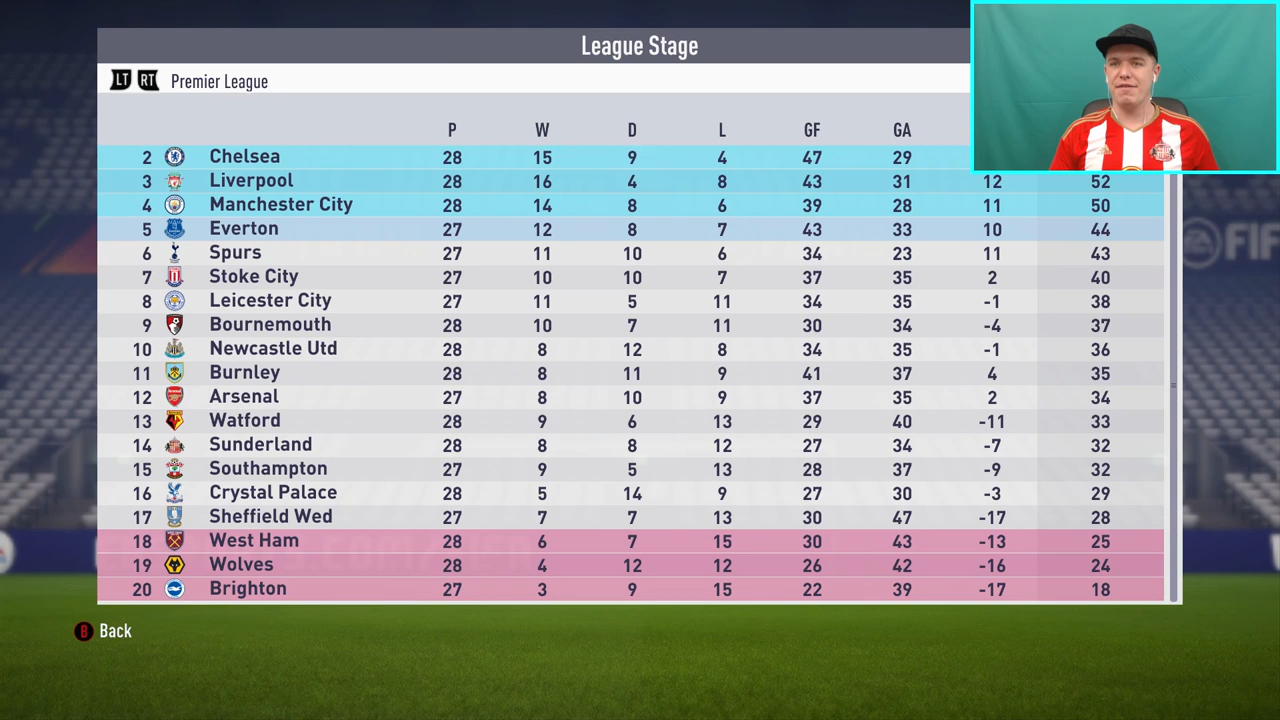 League Stage
LT RT Premier League
P W D L GF GA
2 Chelsea 28 15 9 4 47 29
3 Liverpool 28 16 4 8 43 31 12 52
4 Manchester City 28 14 8 6 39 28 11 50
5 Everton 27 12 8 7 43 33 10 44
6 Spurs 27 11 10 6 34 23 11 43
7 Stoke City 27 10 10 7 37 35 2 40
8 Leicester City 27 11 5 11 34 35 -1 38
9 Bournemouth 28 10 7 11 30 34 -4 37
10 Newcastle Utd 28 8 12 8 34 35 -1 36
11 Burnley 28 8 11 9 41 37 4 35
12 Arsenal 27 8 10 9 37 35 2 34
13 Watford 28 9 6 13 29 40 -11 33
14 Sunderland 28 8 8 12 27 34 -7 32
15 Southampton 27 9 5 13 28 37 -9 32
16 Crystal Palace 28 5 14 9 27 30 -3 29
17 Sheffield Wed 27 7 7 13 30 47 -17 28
18 West Ham 28 6 7 15 30 43 -13 25
19 Wolves 28 4 12 12 26 42 -16 24
20 Brighton 27 3 9 15 22 39 -17 18
B Back
EA FIF